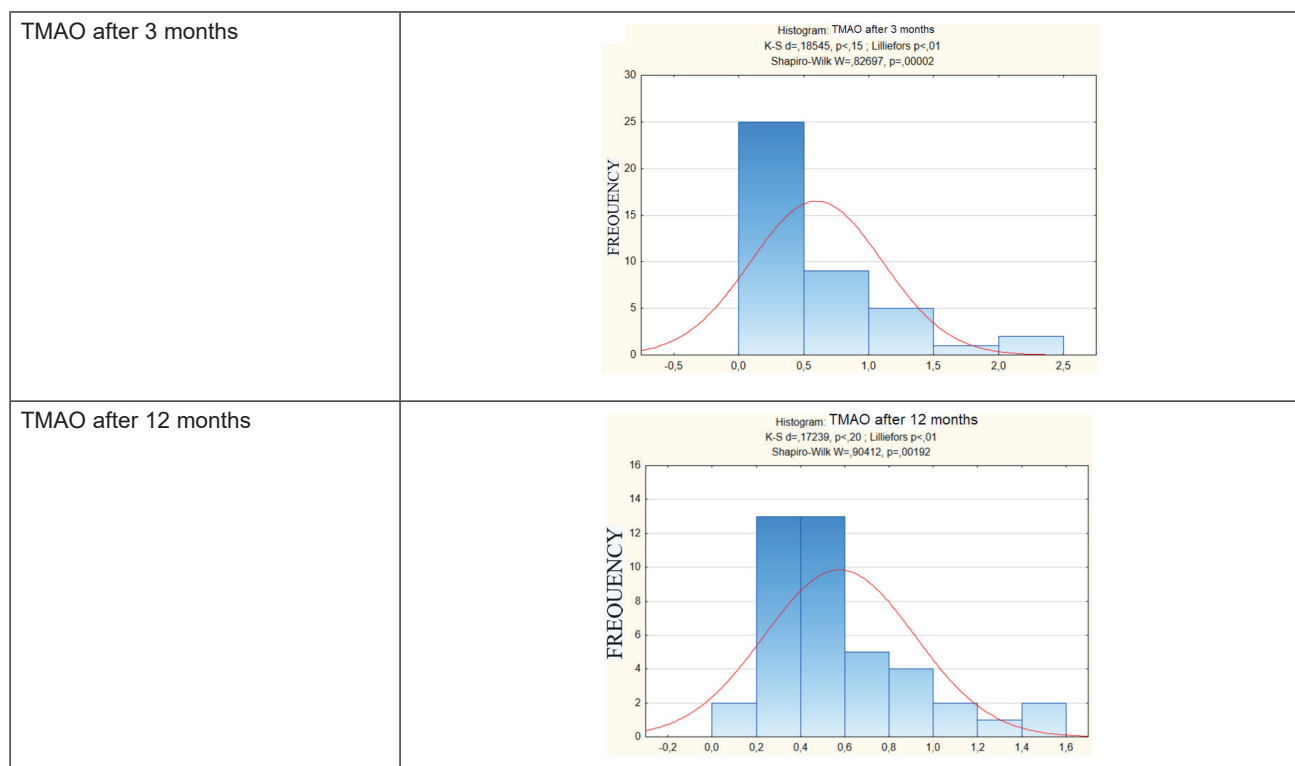 TMAO after 3 months
Histogram: TMAO after 3 months
K-S d=,18545, p<,15 ; Lilliefors p<,01
Shapiro-Wilk W=,82697, p=,00002
FREQUENCY
30
25
20
15
10
5
0
-0,5 0,0 0,5 1,0 1,5 2,0 2,5
TMAO after 12 months
Histogram: TMAO after 12 months
K-S d=,17239, p<,20 ; Lilliefors p<,01
Shapiro-Wilk W=,90412, p=,00192
FREQUENCY
16
14
12
10
8
6
4
2
0
-0,2 0,0 0,2 0,4 0,6 0,8 1,0 1,2 1,4 1,6